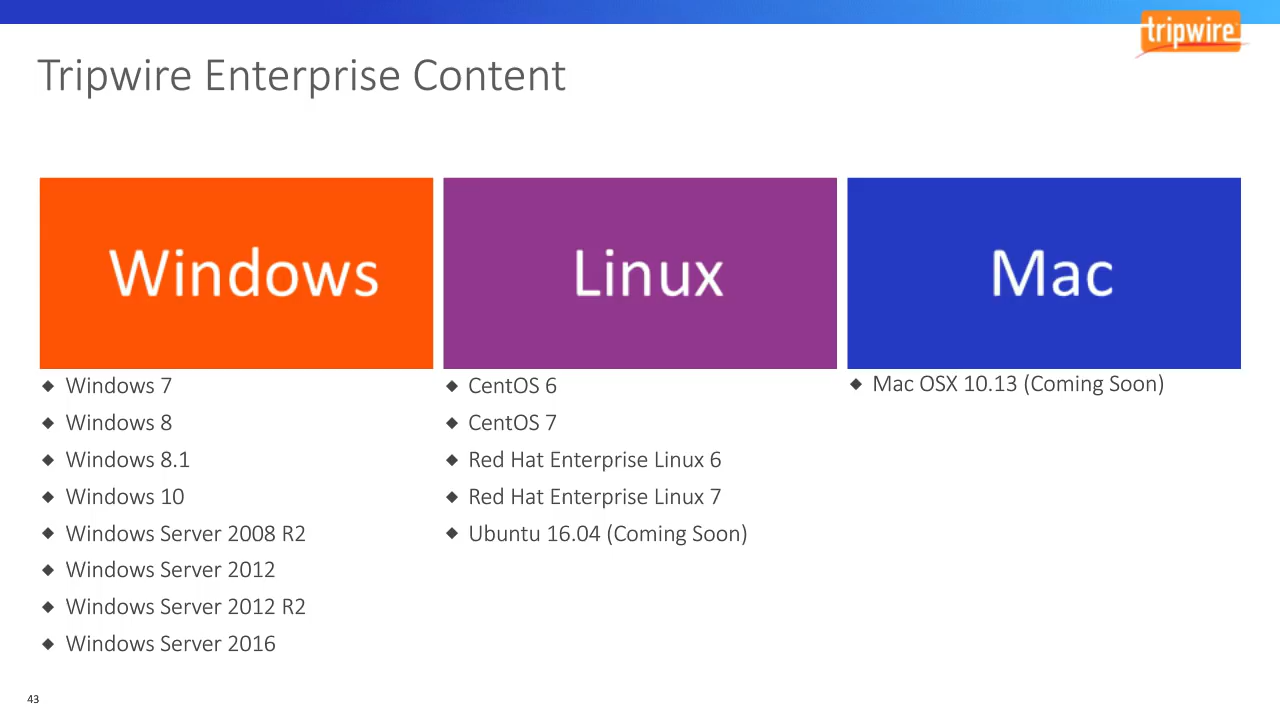 tripwire
Tripwire Enterprise Content
Windows
Linux
Mac
Windows 7
Windows 8
Windows 8.1
Windows 10
Windows Server 2008 R2
Windows Server 2012
Windows Server 2012 R2
Windows Server 2016
CentOS 6
CentOS 7
Red Hat Enterprise Linux 6
Red Hat Enterprise Linux 7
Ubuntu 16.04 (Coming Soon)
Mac OSX 10.13 (Coming Soon)
43